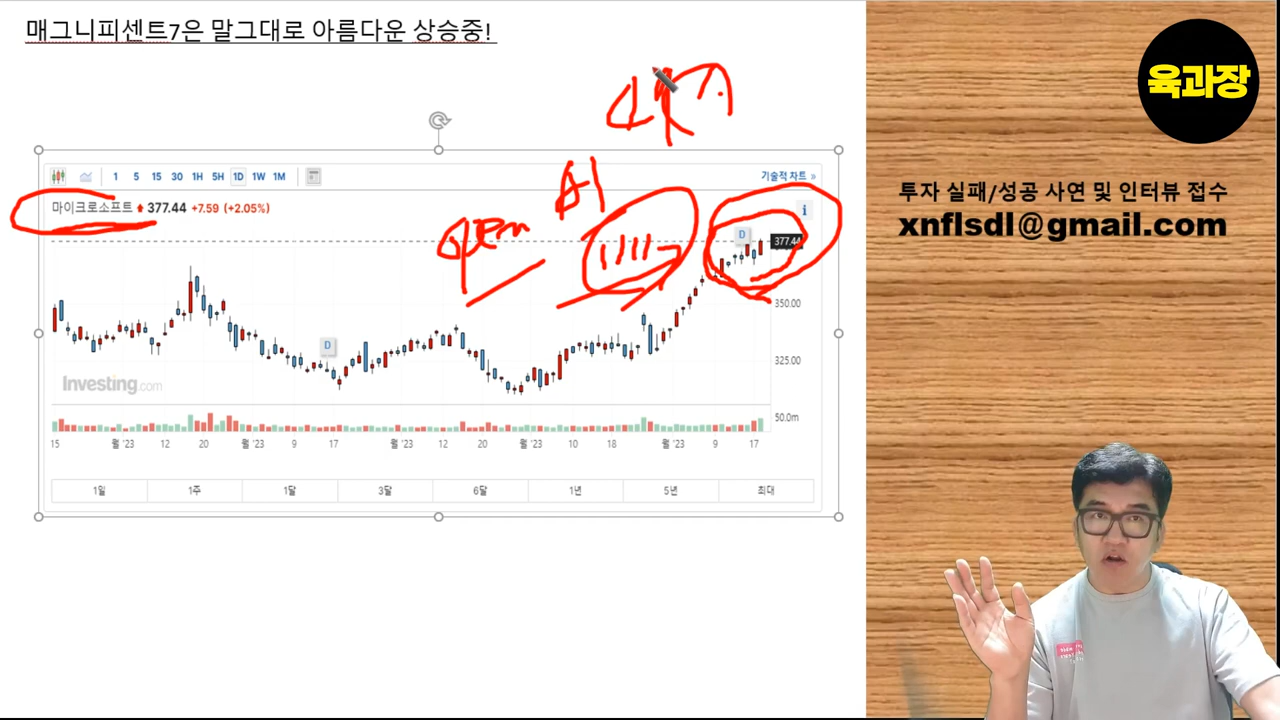 매그니피센트7은 말그대로 아름다운 상승중!
육과장
투자 실패/성공 사연 및 인터뷰 접수
xnflsdl@gmail.com
1 5 15 30 1H 5H 1D 1W 1M
기술적 차트 »
마이크로소프트 377.44 +7.59 (+2.05%)
AI
open
D
377.44
350.00
D
325.00
Investing.com
50.0m
15 월 '23 12 20 월 '23 9 17 월 '23 12 20 월 '23 10 18 월 '23 9 17
1일 1주 1달 3달 6달 1년 5년 최대